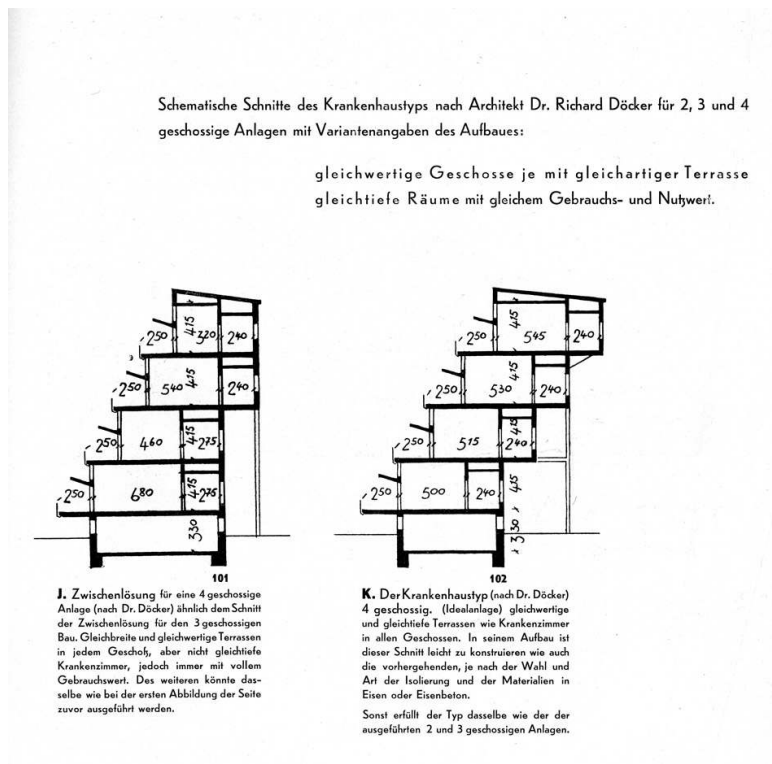 Schematische Schnitte des Krankenhaustyps nach Architekt Dr. Richard Döcker für 2, 3 und 4
geschossige Anlagen mit Variantenangaben des Aufbaues:
gleichwertige Geschosse je mit gleichartiger Terrasse
gleichtiefe Räume mit gleichem Gebrauchs- und Nutzwert.
250 415 320 240
250 540 415 240
250 460 415 275
250 680 415 275
330
101
415
250 545 240
415
250 530 240
415
250 515 240
250 500 240 415
330
102
J. Zwischenlösung für eine 4 geschossige
Anlage (nach Dr. Döcker) ähnlich dem Schnitt
der Zwischenlösung für den 3 geschossigen
Bau. Gleichbreite und gleichwertige Terrassen
in jedem Geschoß, aber nicht gleichtiefe
Krankenzimmer, jedoch immer mit vollem
Gebrauchswert. Des weiteren könnte das-
selbe wie bei der ersten Abbildung der Seite
zuvor ausgeführt werden.
K. Der Krankenhaustyp (nach Dr. Döcker)
4 geschossig. (Idealanlage) gleichwertige
und gleichtiefe Terrassen wie Krankenzimmer
in allen Geschossen. In seinem Aufbau ist
dieser Schnitt leicht zu konstruieren wie auch
die vorhergehenden, je nach der Wahl und
Art der Isolierung und der Materialien in
Eisen oder Eisenbeton.
Sonst erfüllt der Typ dasselbe wie der der
ausgeführten 2 und 3 geschossigen Anlagen.